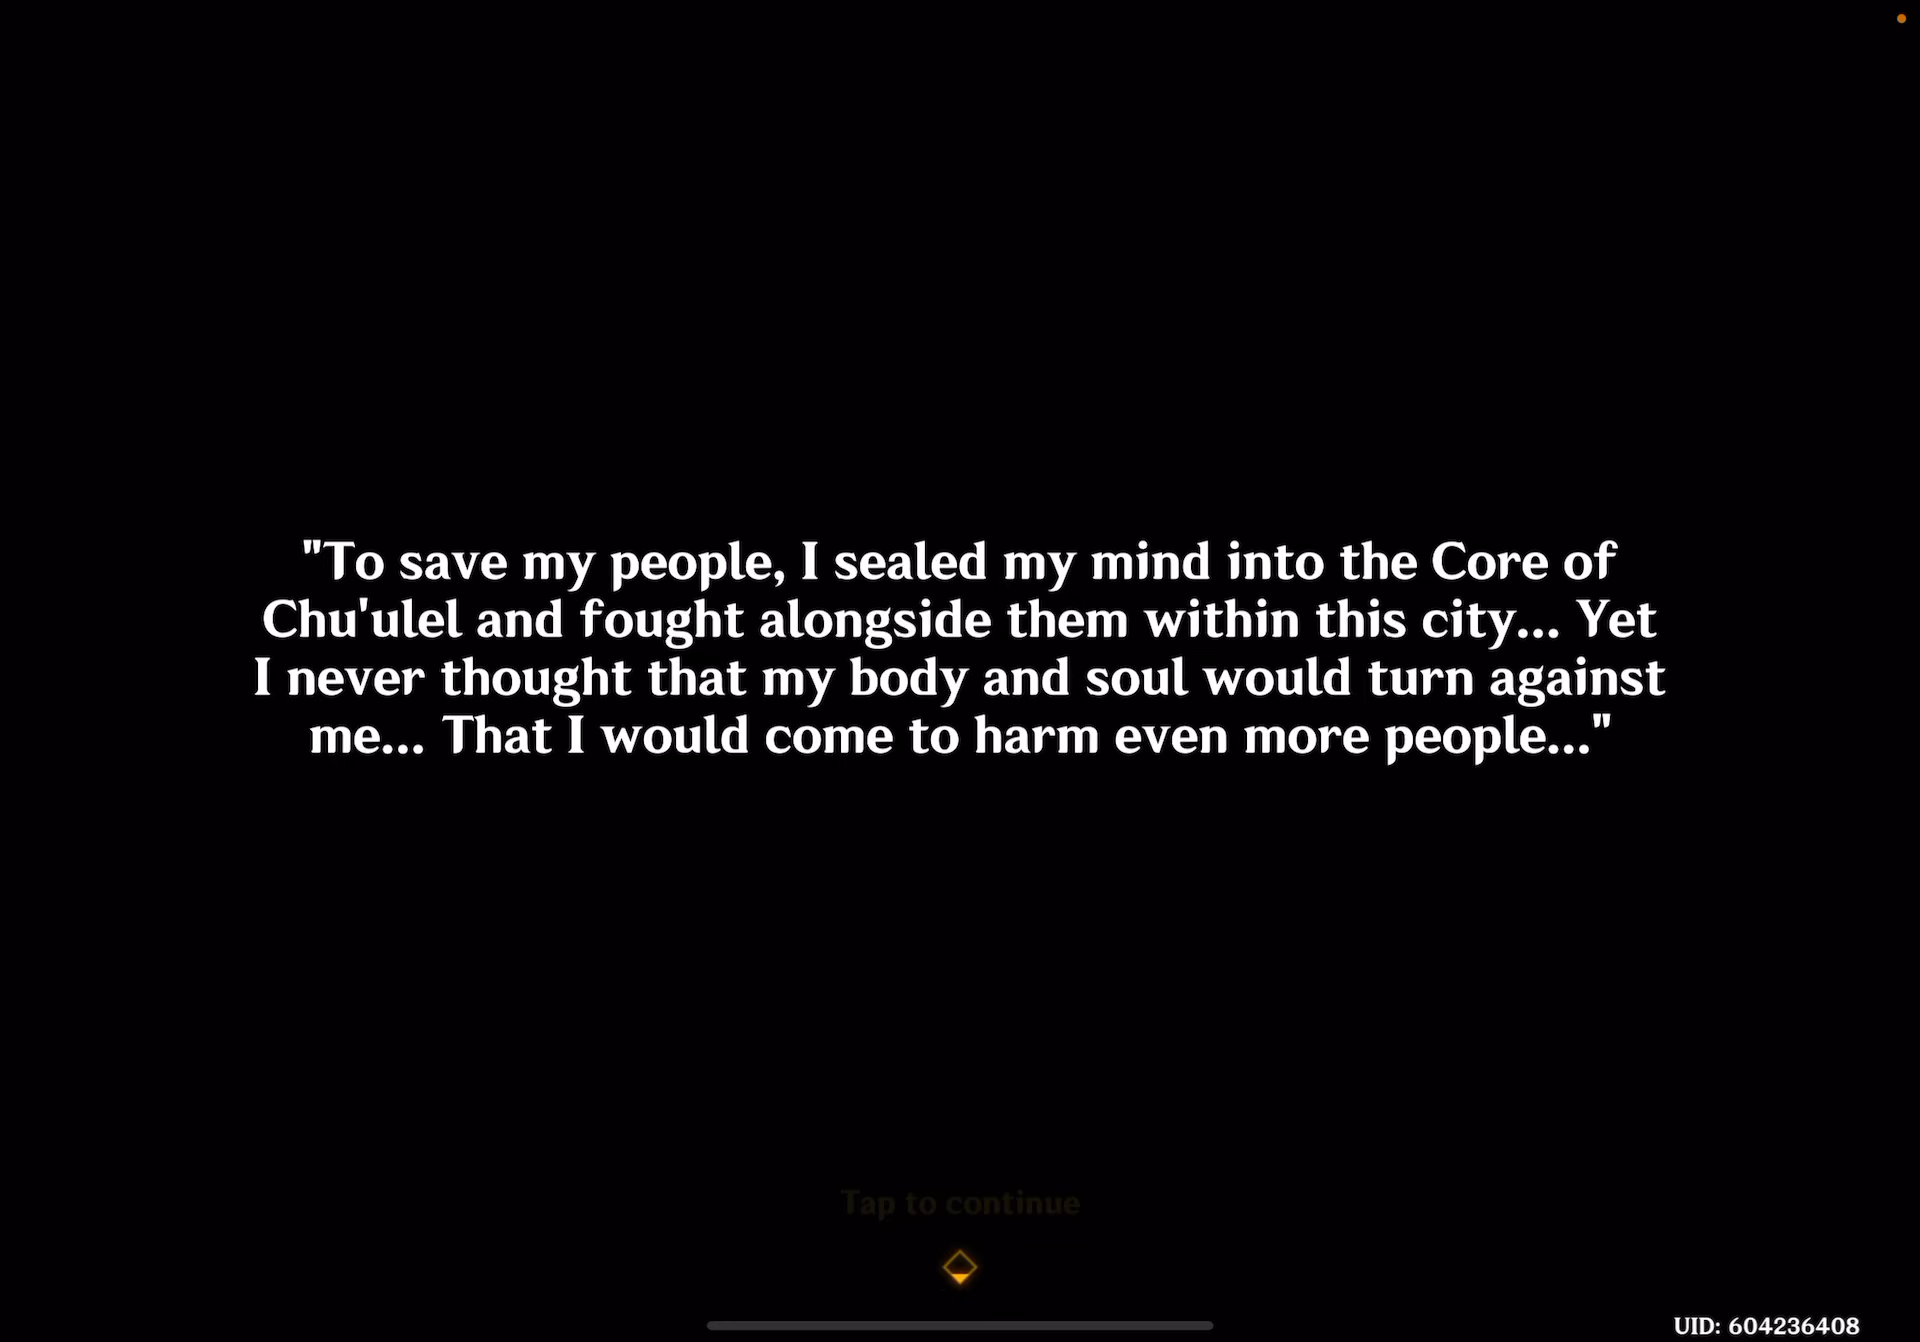 "To save my people, I sealed my mind into the Core of
Chu'ulel and fought alongside them within this city... Yet
I never thought that my body and soul would turn against
me... That I would come to harm even more people..."
Tap to continue
UID: 604236408